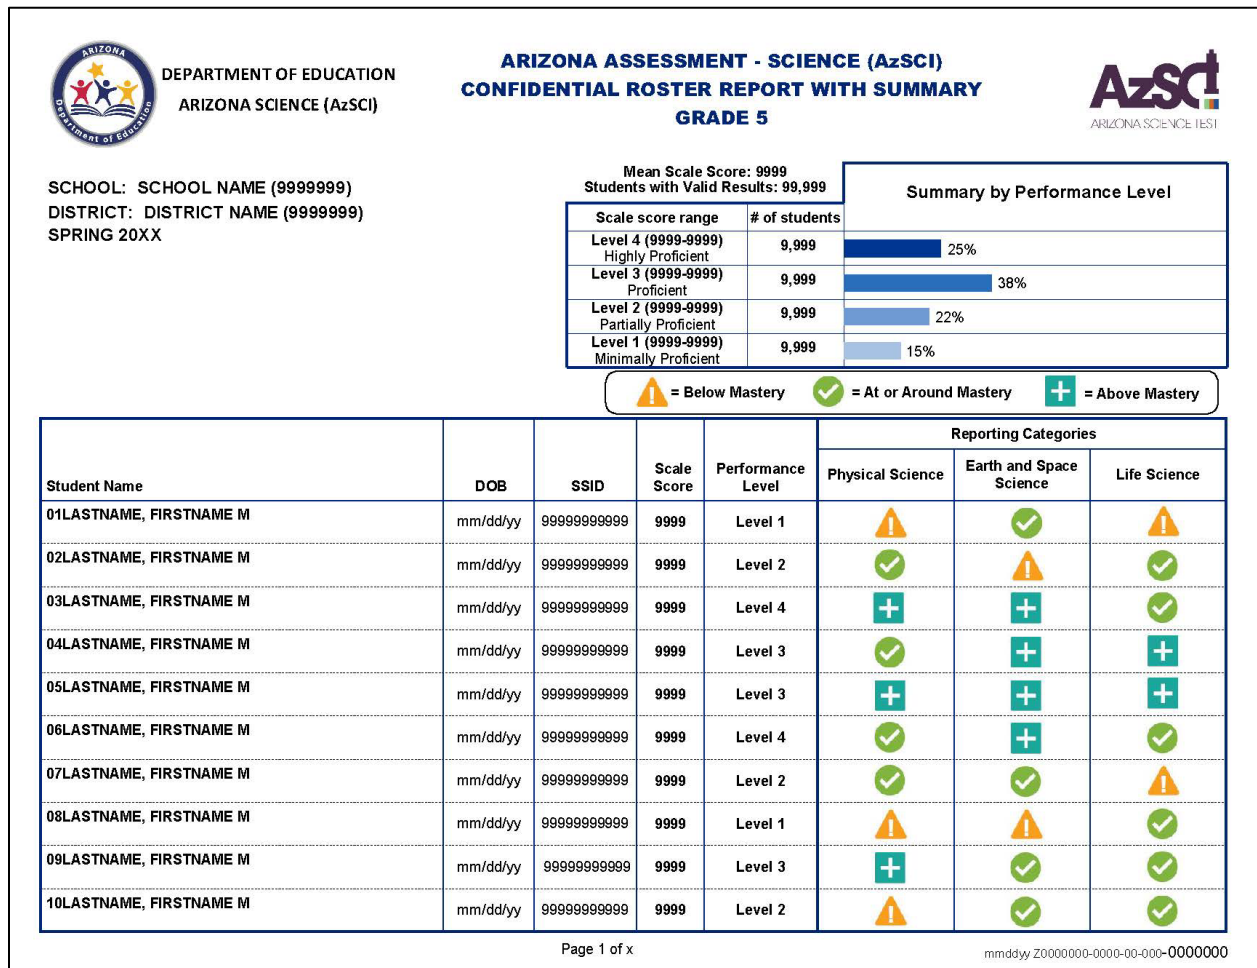 ARIZONA
Department of Education
DEPARTMENT OF EDUCATION
ARIZONA SCIENCE (AzSCI)
ARIZONA ASSESSMENT - SCIENCE (AzSCI)
CONFIDENTIAL ROSTER REPORT WITH SUMMARY
GRADE 5
AzSCI
ARIZONA SCIENCE TEST
SCHOOL: SCHOOL NAME (9999999)
DISTRICT: DISTRICT NAME (9999999)
SPRING 20XX
Mean Scale Score: 9999
Students with Valid Results: 99,999
Summary by Performance Level
Scale score range # of students
Level 4 (9999-9999) 9,999 25%
Highly Proficient
Level 3 (9999-9999) 9,999 38%
Proficient
Level 2 (9999-9999) 9,999 22%
Partially Proficient
Level 1 (9999-9999) 9,999 15%
Minimally Proficient
= Below Mastery = At or Around Mastery = Above Mastery
Reporting Categories
Student Name DOB SSID Scale Score Performance Level Physical Science Earth and Space Science Life Science
01LASTNAME, FIRSTNAME M mm/dd/yy 99999999999 9999 Level 1
02LASTNAME, FIRSTNAME M mm/dd/yy 99999999999 9999 Level 2
03LASTNAME, FIRSTNAME M mm/dd/yy 99999999999 9999 Level 4
04LASTNAME, FIRSTNAME M mm/dd/yy 99999999999 9999 Level 3
05LASTNAME, FIRSTNAME M mm/dd/yy 99999999999 9999 Level 3
06LASTNAME, FIRSTNAME M mm/dd/yy 99999999999 9999 Level 4
07LASTNAME, FIRSTNAME M mm/dd/yy 99999999999 9999 Level 2
08LASTNAME, FIRSTNAME M mm/dd/yy 99999999999 9999 Level 1
09LASTNAME, FIRSTNAME M mm/dd/yy 99999999999 9999 Level 3
10LASTNAME, FIRSTNAME M mm/dd/yy 99999999999 9999 Level 2
Page 1 of x
mmddyy Z0000000-0000-00-000-0000000